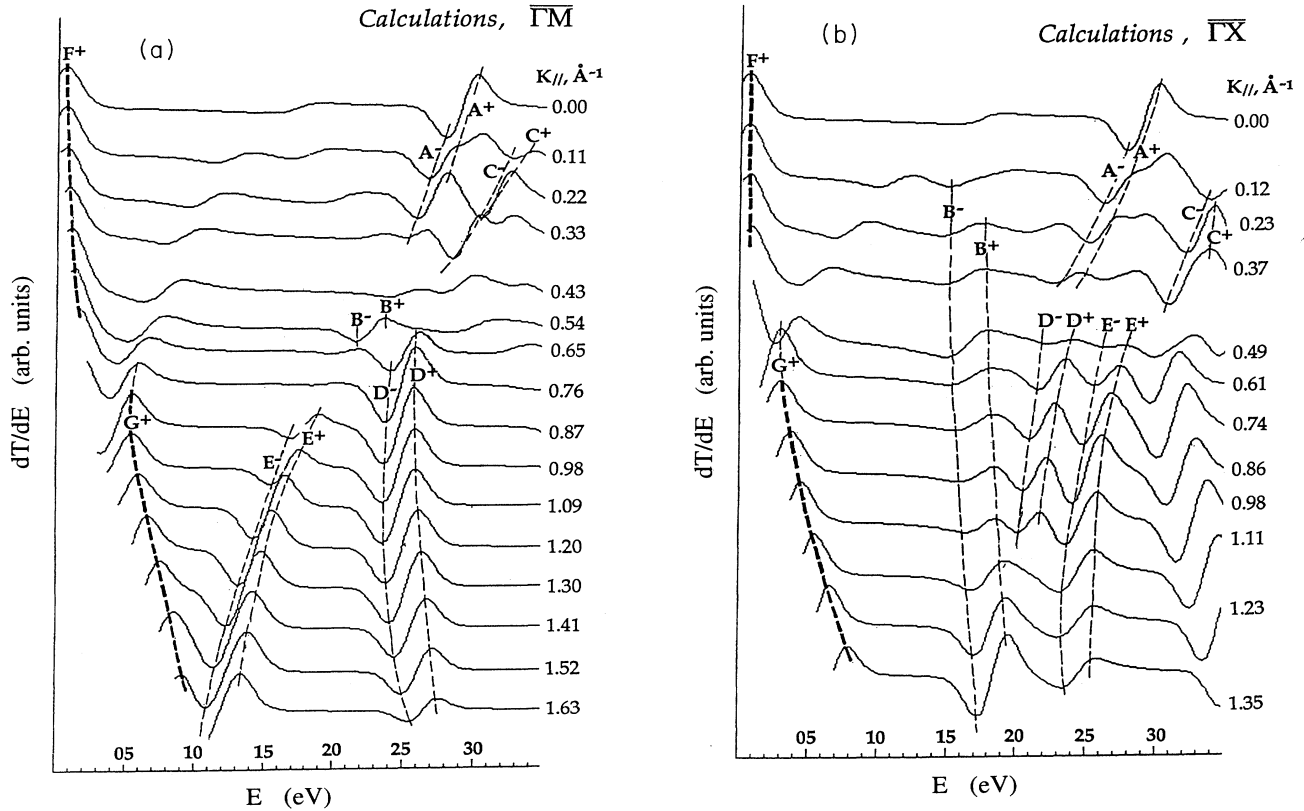 Calculations, ΓM
(a)
F+
K//, Å-1
0.00
A+
C+
A-
0.11
C-
0.22
0.33
0.43
B-
B+
0.54
0.65
D-
D+
0.76
G+
0.87
E-
E+
0.98
1.09
1.20
1.30
1.41
1.52
1.63
05
10
15
20
25
30
E (eV)
dT/dE (arb. units)
Calculations , ΓX
(b)
F+
K//, Å-1
0.00
A-
A+
0.12
B-
C-
0.23
B+
C+
0.37
D-
D+
E-
E+
0.49
G+
0.61
0.74
0.86
0.98
1.11
1.23
1.35
05
10
15
20
25
30
E (eV)
dT/dE (arb. units)